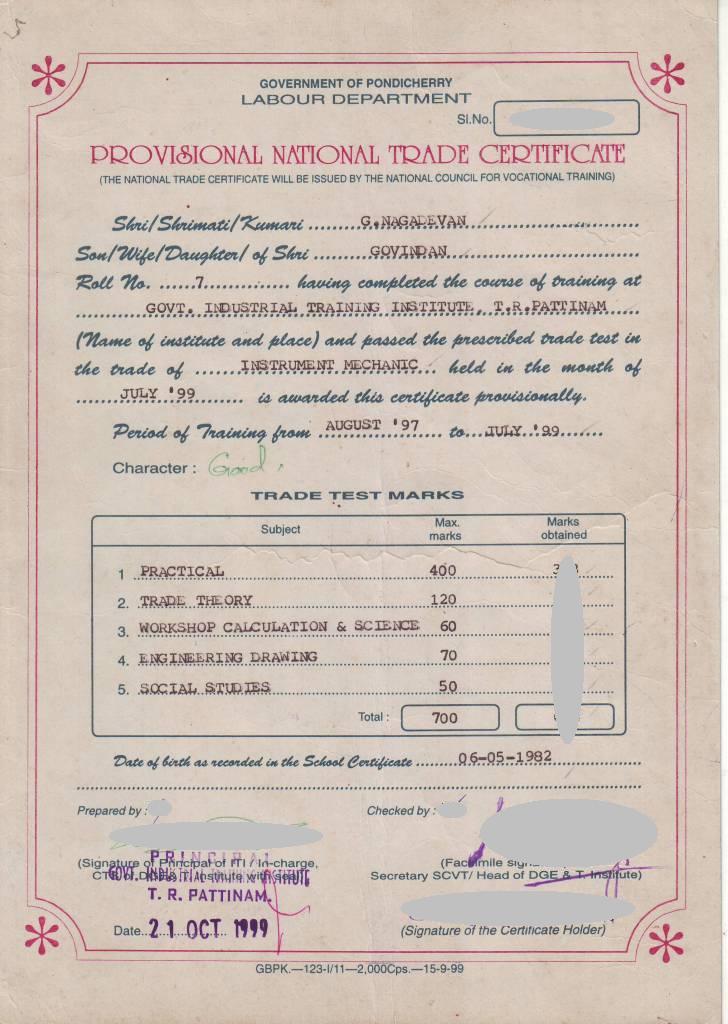 GOVERNMENT OF PONDICHERRY
LABOUR DEPARTMENT
Sl.No.
PROVISIONAL NATIONAL TRADE CERTIFICATE
(THE NATIONAL TRADE CERTIFICATE WILL BE ISSUED BY THE NATIONAL COUNCIL FOR VOCATIONAL TRAINING)
Shri/Shrimati/Kumari G.NAGADEVAN
Son/Wife/Daughter/ of Shri GOVINDAN
Roll No. 7 having completed the course of training at
GOVT. INDUSTRIAL TRAINING INSTITUTE, T.R.PATTINAM
(Name of institute and place) and passed the prescribed trade test in
the trade of INSTRUMENT MECHANIC held in the month of
JULY '99 is awarded this certificate provisionally.
Period of Training from AUGUST '97 to JULY '99
Character : Good.
TRADE TEST MARKS
Subject Max. marks Marks obtained
1 PRACTICAL 400
2. TRADE THEORY 120
3. WORKSHOP CALCULATION & SCIENCE 60
4. ENGINEERING DRAWING 70
5. SOCIAL STUDIES 50
Total : 700
Date of birth as recorded in the School Certificate 06-05-1982
Prepared by : Checked by :
PRINCIPAL
(Signature of Principal of ITI / In-charge, (Facsimile
GOVT. INDUSTRIAL INSTITUTE
Secretary SCVT/ Head of DGE & T. Institute)
T. R. PATTINAM.
Date 21 OCT 1999 (Signature of the Certificate Holder)
GBPK.—123-I/11—2,000Cps.—15-9-99